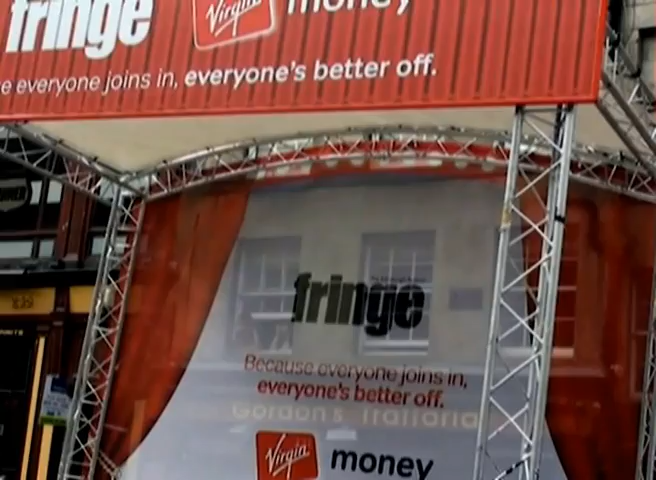 fringe Virgin money
everyone joins in, everyone's better off.
fringe
Because everyone joins in,
everyone's better off.
Gordon's Trattoria
Virgin money